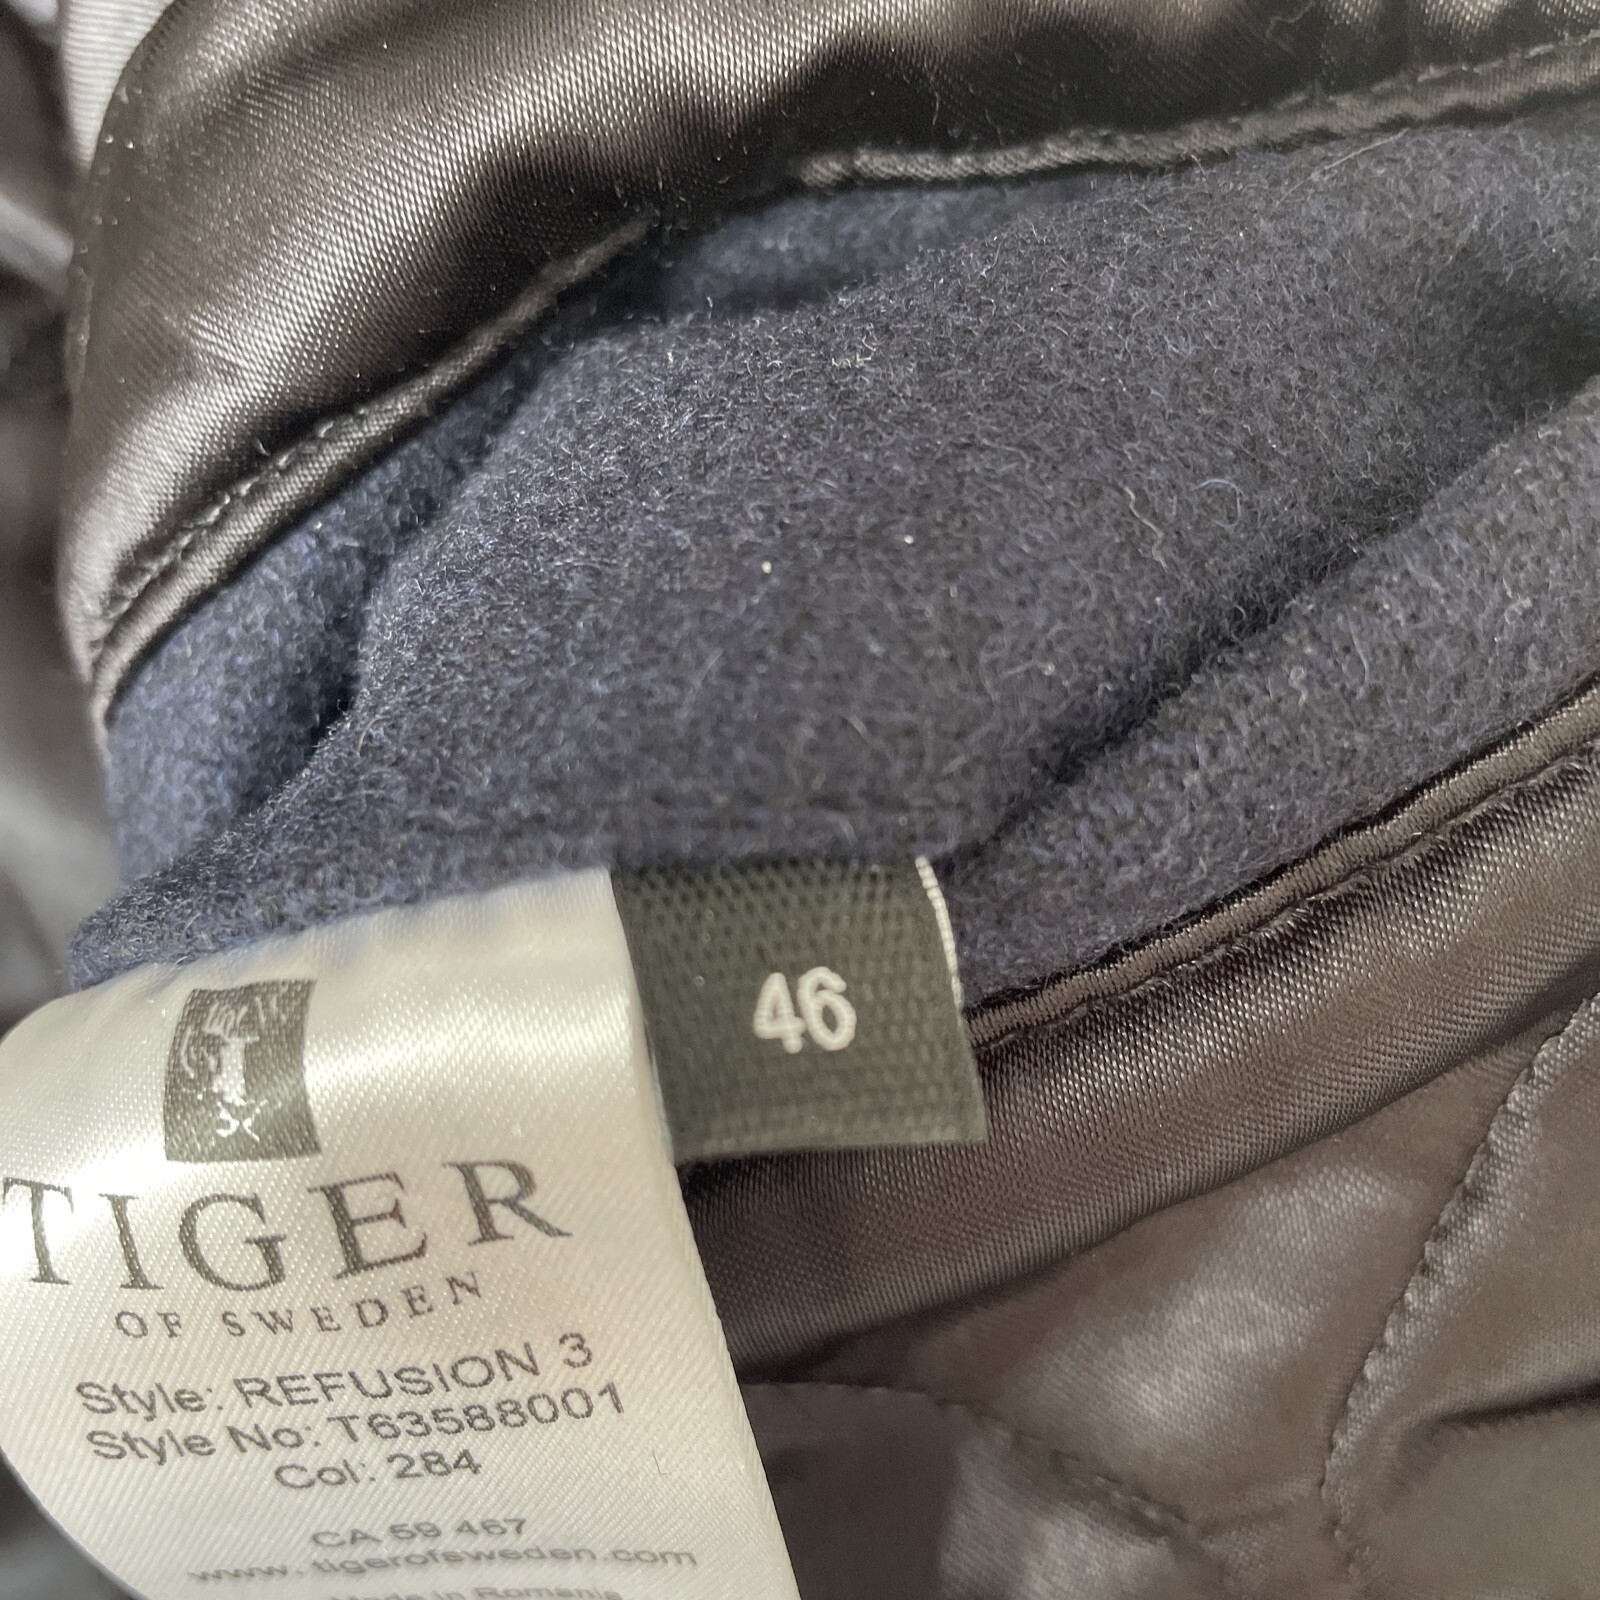 46
TIGER
OF SWEDEN
Style: REFUSION 3
Style No: T63588001
Col: 284
CA 59 467
www.tigerofsweden.com
Made in Romania